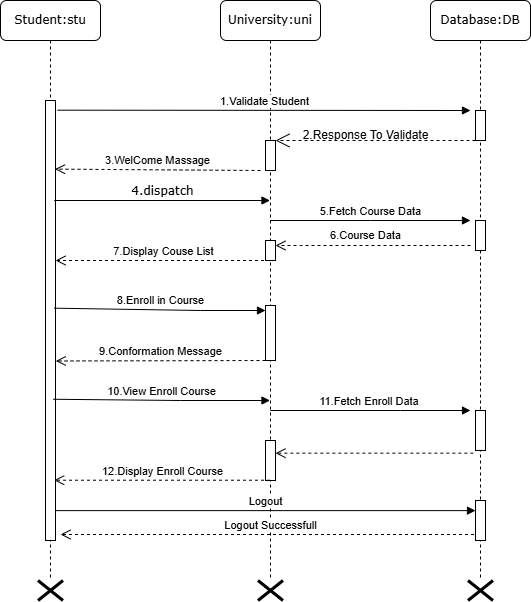 Student:stu
University:uni
Database:DB
1.Validate Student
2.Response To Validate
3.WelCome Massage
4.dispatch
5.Fetch Course Data
6.Course Data
7.Display Couse List
8.Enroll in Course
9.Conformation Message
10.View Enroll Course
11.Fetch Enroll Data
12.Display Enroll Course
Logout
Logout Successfull